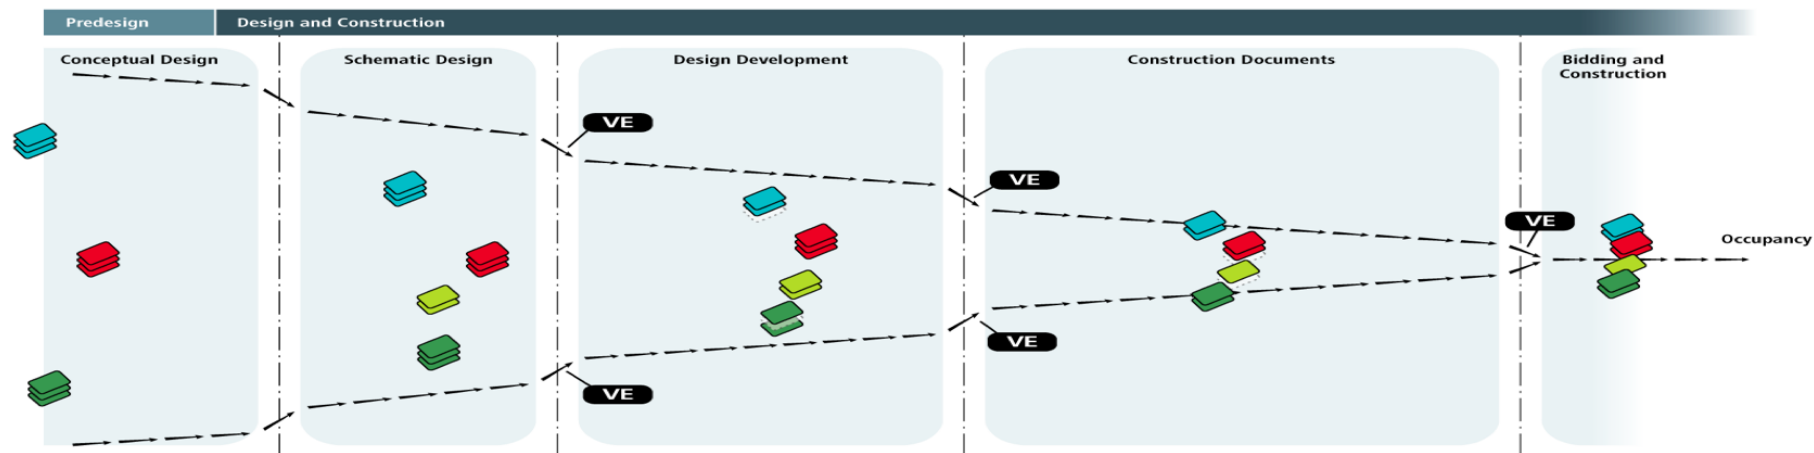 Predesign
Design and Construction
Conceptual Design
Schematic Design
Design Development
Construction Documents
Bidding and
Construction
VE
VE
VE
Occupancy
VE
VE